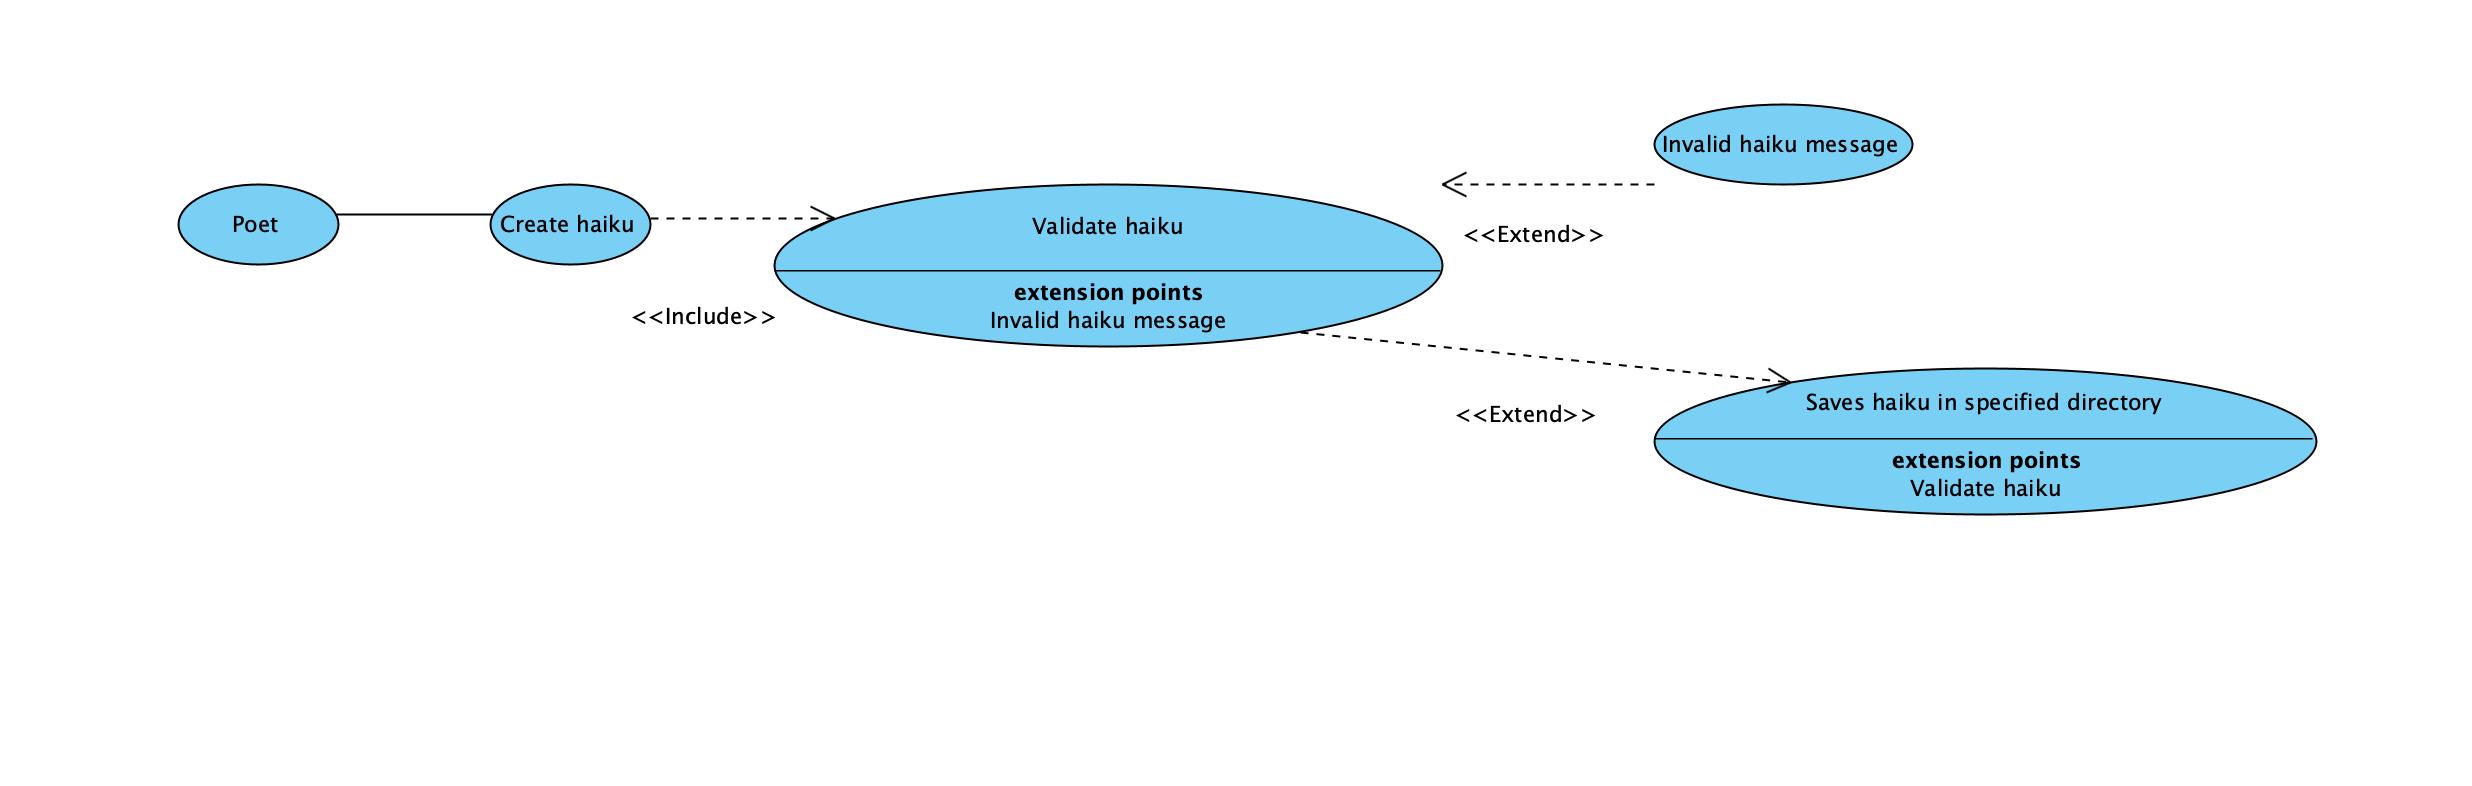 Poet
Create haiku
<<Include>>
Validate haiku
extension points
Invalid haiku message
Invalid haiku message
<<Extend>>
<<Extend>>
Saves haiku in specified directory
extension points
Validate haiku